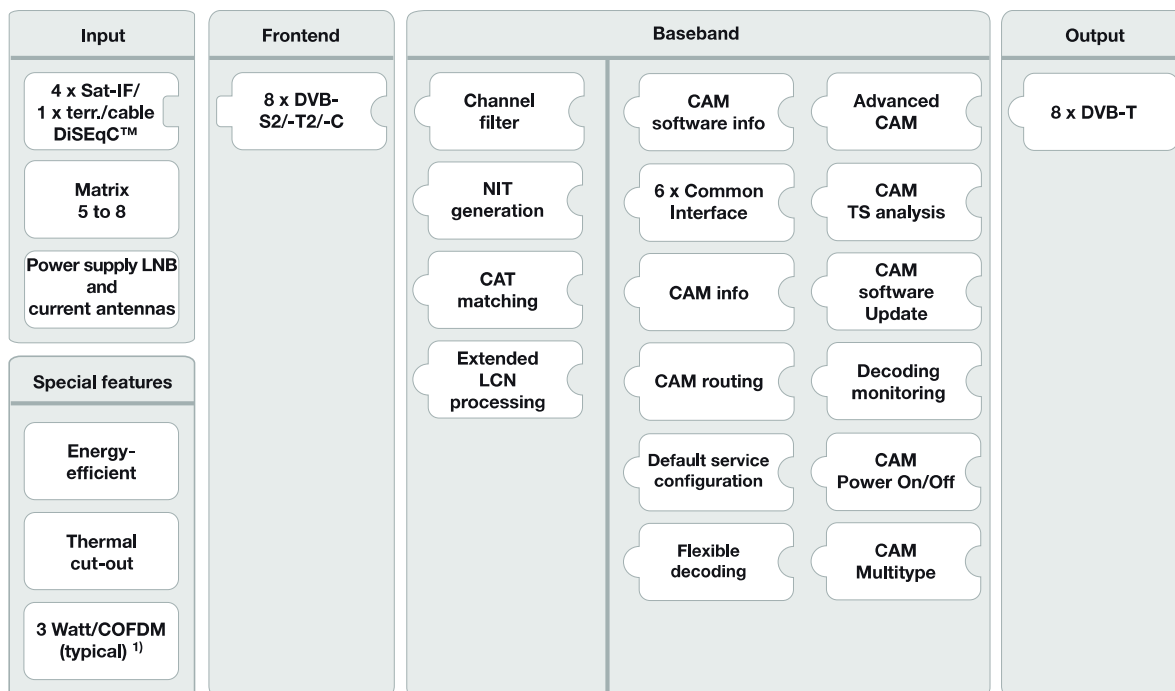 Input
4 x Sat-IF/
1 x terr./cable
DiSEqC™
Matrix
5 to 8
Power supply LNB
and
current antennas
Special features
Energy-
efficient
Thermal
cut-out
3 Watt/COFDM
(typical) 1)
Frontend
8 x DVB-
S2/-T2/-C
Baseband
Channel
filter
NIT
generation
CAT
matching
Extended
LCN
processing
CAM
software info
6 x Common
Interface
CAM info
CAM routing
Default service
configuration
Flexible
decoding
Advanced
CAM
CAM
TS analysis
CAM
software
Update
Decoding
monitoring
CAM
Power On/Off
CAM
Multitype
Output
8 x DVB-T